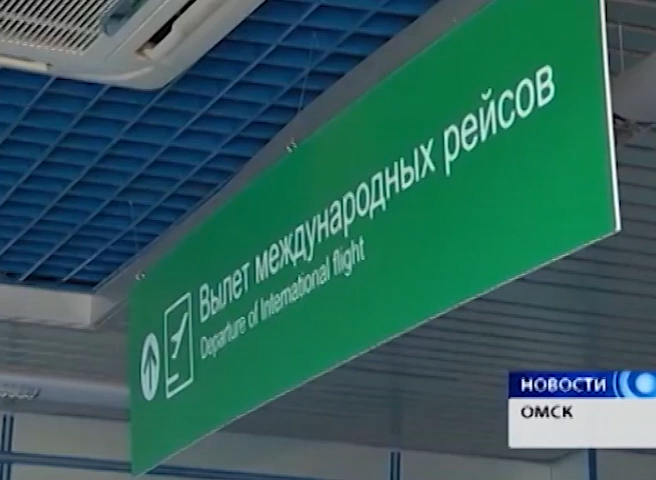 Вылет международных рейсов
Departure of International flight
НОВОСТИ
ОМСК